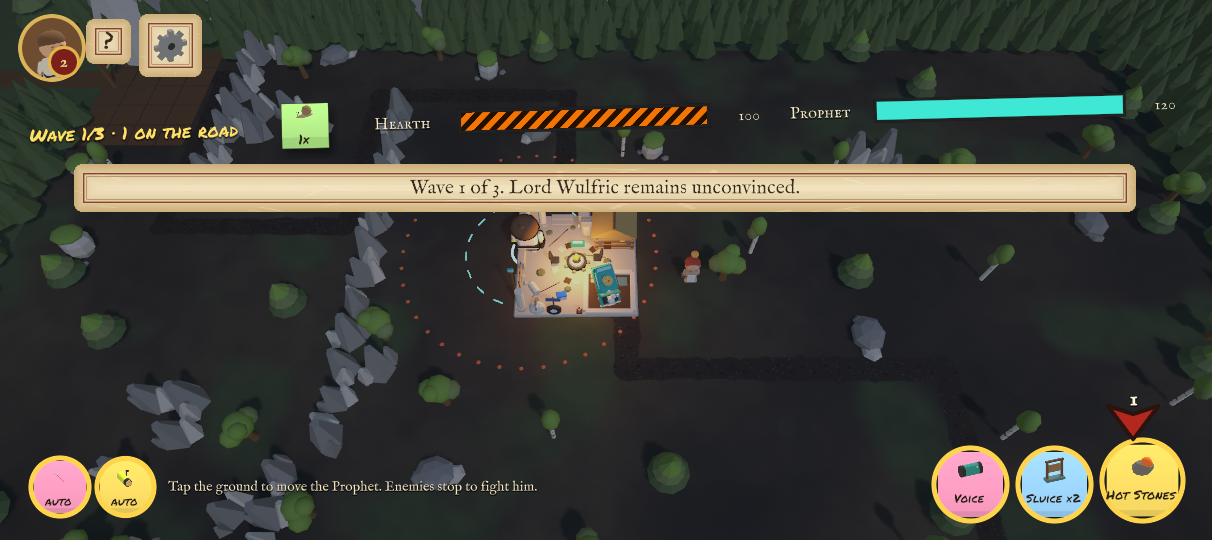 ?
2
Wave 1/3 · 1 on the road
1x
Hearth
100
Prophet
120
Wave 1 of 3. Lord Wulfric remains unconvinced.
Auto
Auto
Tap the ground to move the Prophet. Enemies stop to fight him.
Voice
Sluice x2
1
Hot Stones